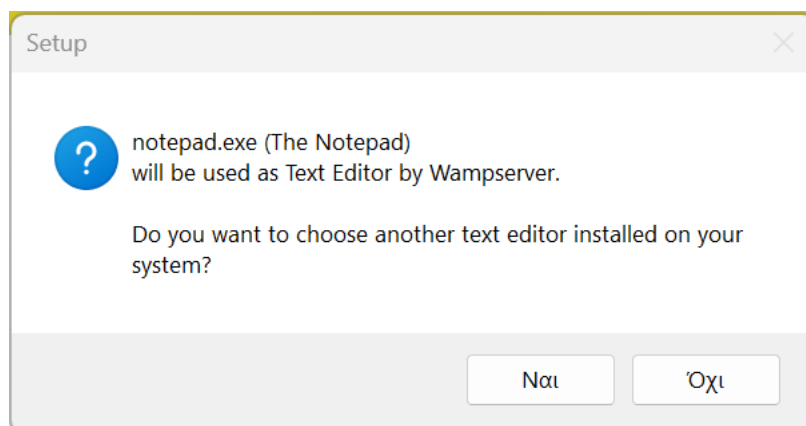 Setup
notepad.exe (The Notepad)
will be used as Text Editor by Wampserver.
Do you want to choose another text editor installed on your
system?
Ναι
Όχι